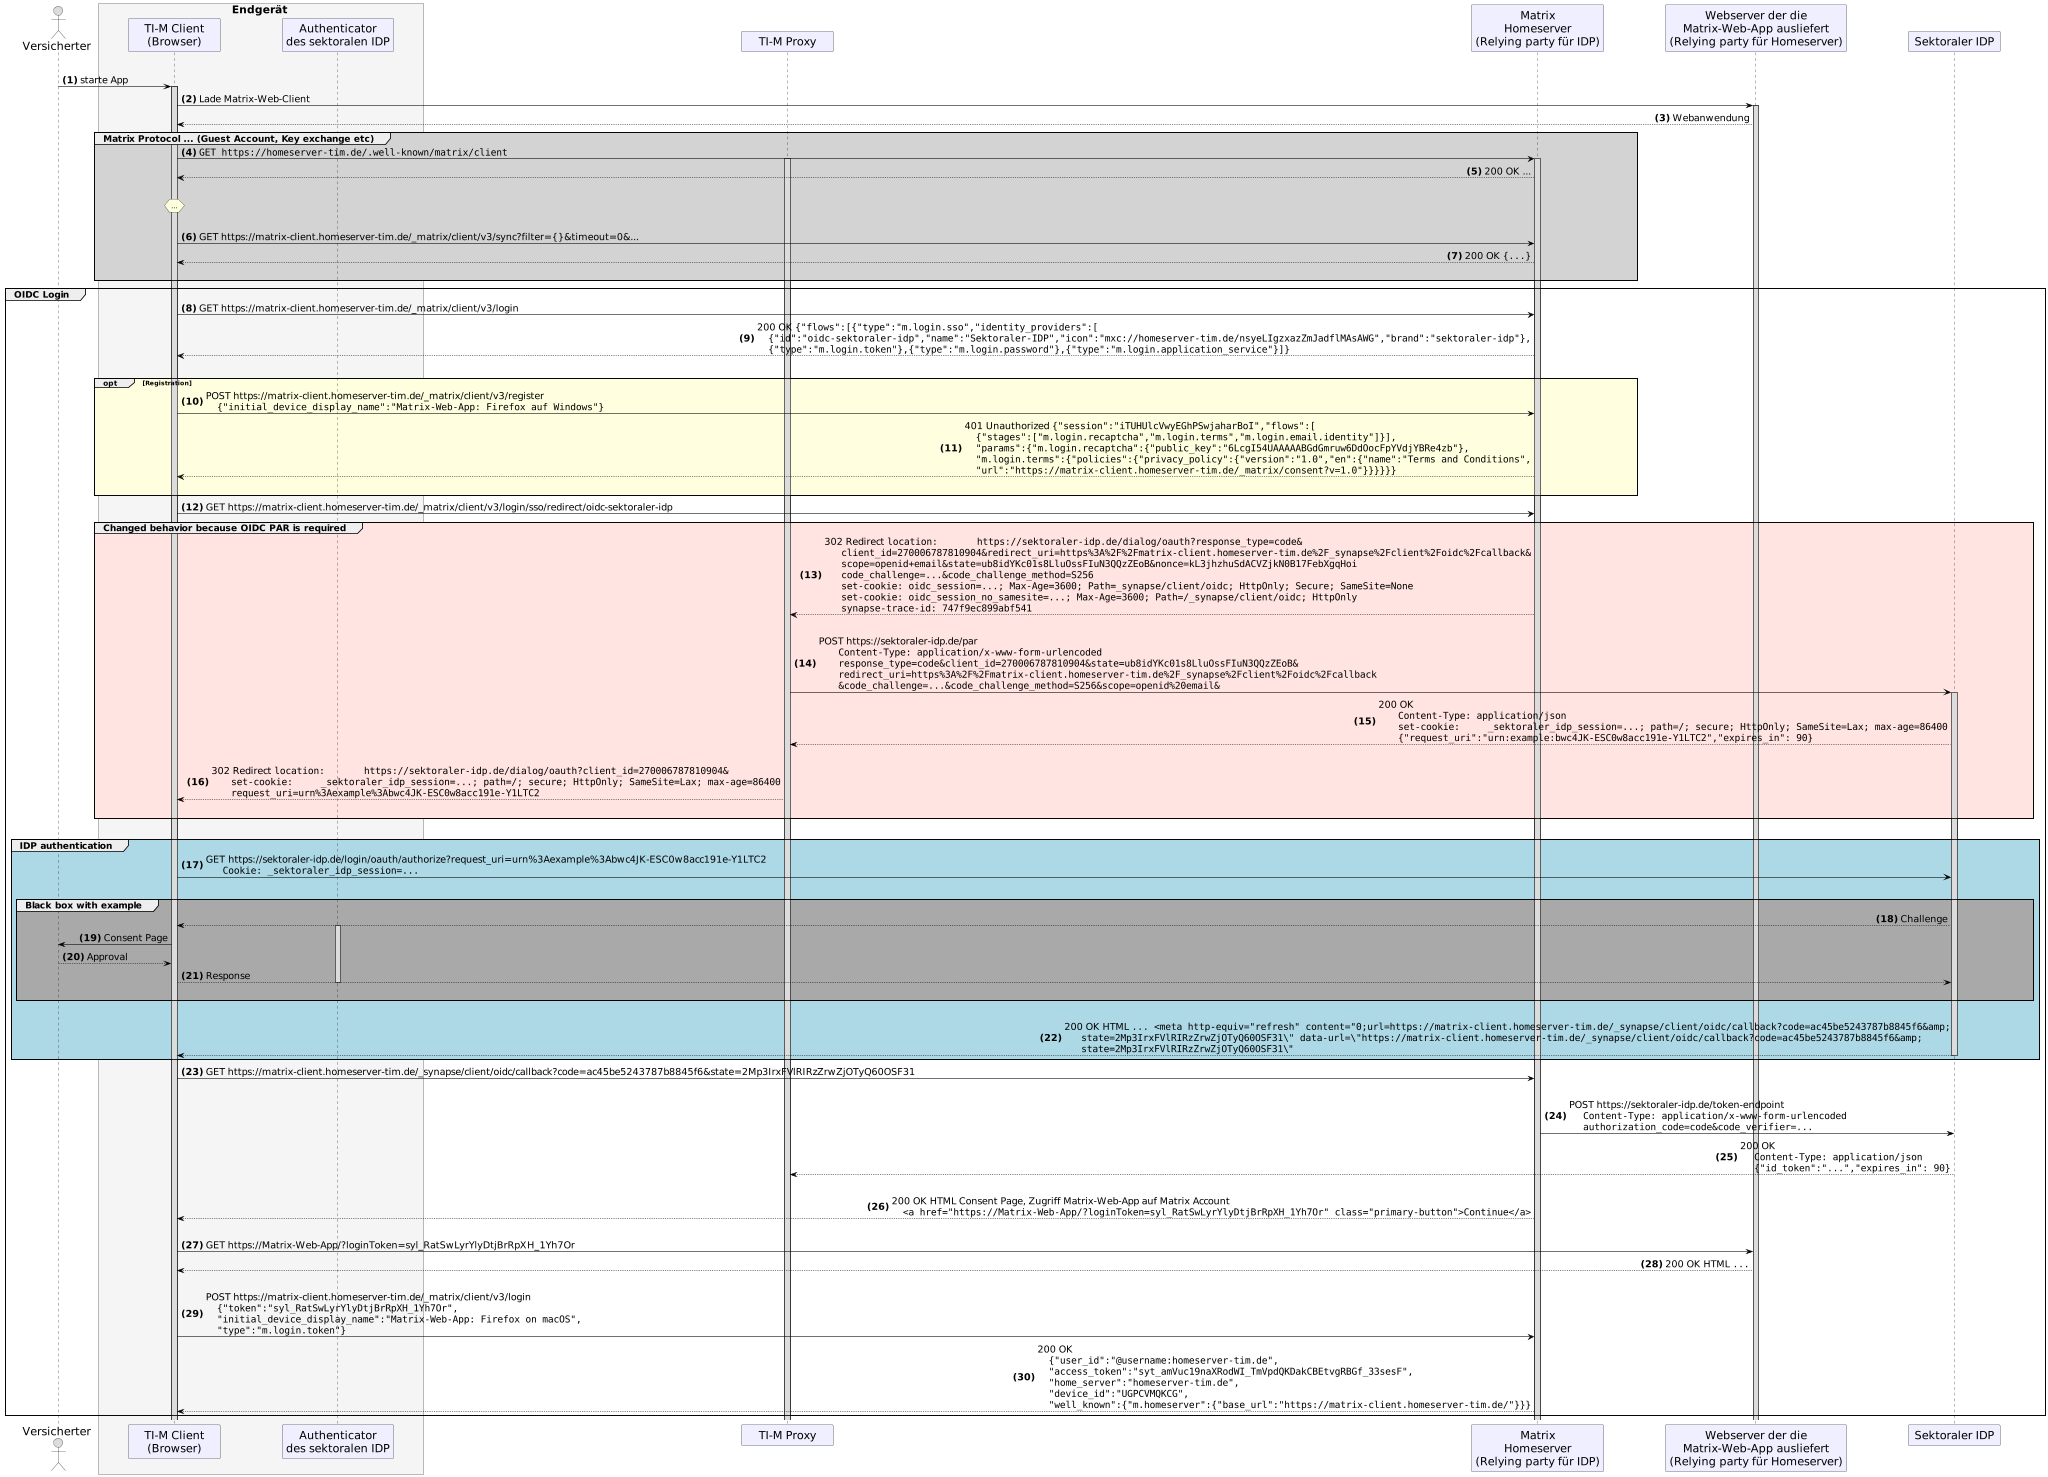 Endgerät
Versicherter
TI-M Client
(Browser)
Authenticator
des sektoralen IDP
TI-M Proxy
Matrix
Homeserver
(Relying party für IDP)
Webserver der die
Matrix-Web-App ausliefert
(Relying party für Homeserver)
Sektoraler IDP
(1) starte App
(2) Lade Matrix-Web-Client
(3) Webanwendung
Matrix Protocol ... (Guest Account, Key exchange etc)
(4) GET https://homeserver-tim.de/.well-known/matrix/client
(5) 200 OK ...
...
(6) GET https://matrix-client.homeserver-tim.de/_matrix/client/v3/sync?filter={}&timeout=0&...
(7) 200 OK {...}
OIDC Login
(8) GET https://matrix-client.homeserver-tim.de/_matrix/client/v3/login
200 OK {"flows":[{"type":"m.login.sso","identity_providers":[
(9) {"id":"oidc-sektoraler-idp","name":"Sektoraler-IDP","icon":"mxc://homeserver-tim.de/nsyeLIgzxazZmJadflMAsAWG","brand":"sektoraler-idp"},
{"type":"m.login.token"},{"type":"m.login.password"},{"type":"m.login.application_service"}]}
opt [Registration]
POST https://matrix-client.homeserver-tim.de/_matrix/client/v3/register
(10) {"initial_device_display_name":"Matrix-Web-App: Firefox auf Windows"}
401 Unauthorized {"session":"iTUHUlcVwyEGhPSwjaharBoI","flows":[
{"stages":["m.login.recaptcha","m.login.terms","m.login.email.identity"]}],
(11) "params":{"m.login.recaptcha":{"public_key":"6LcgI54UAAAAABGdGmruw6DdOocFpYVdjYBRe4zb"},
"m.login.terms":{"policies":{"privacy_policy":{"version":"1.0","en":{"name":"Terms and Conditions",
"url":"https://matrix-client.homeserver-tim.de/_matrix/consent?v=1.0"}}}}}}
(12) GET https://matrix-client.homeserver-tim.de/_matrix/client/v3/login/sso/redirect/oidc-sektoraler-idp
Changed behavior because OIDC PAR is required
302 Redirect location: https://sektoraler-idp.de/dialog/oauth?response_type=code&
client_id=270006787810904&redirect_uri=https%3A%2F%2Fmatrix-client.homeserver-tim.de%2F_synapse%2Fclient%2Foidc%2Fcallback&
scope=openid+email&state=ub8idYKc01s8LluOssFIuN3QQzZEoB&nonce=kL3jhzhuSdACVZjkN0B17FebXgqHoi
(13) code_challenge=...&code_challenge_method=S256
set-cookie: oidc_session=...; Max-Age=3600; Path=_synapse/client/oidc; HttpOnly; Secure; SameSite=None
set-cookie: oidc_session_no_samesite=...; Max-Age=3600; Path=/_synapse/client/oidc; HttpOnly
synapse-trace-id: 747f9ec899abf541
POST https://sektoraler-idp.de/par
Content-Type: application/x-www-form-urlencoded
(14) response_type=code&client_id=270006787810904&state=ub8idYKc01s8LluOssFIuN3QQzZEoB&
redirect_uri=https%3A%2F%2Fmatrix-client.homeserver-tim.de%2F_synapse%2Fclient%2Foidc%2Fcallback
&code_challenge=...&code_challenge_method=S256&scope=openid%20email&
200 OK
Content-Type: application/json
(15) set-cookie: _sektoraler_idp_session=...; path=/; secure; HttpOnly; SameSite=Lax; max-age=86400
{"request_uri":"urn:example:bwc4JK-ESC0w8acc191e-Y1LTC2","expires_in": 90}
302 Redirect location: https://sektoraler-idp.de/dialog/oauth?client_id=270006787810904&
(16) set-cookie: _sektoraler_idp_session=...; path=/; secure; HttpOnly; SameSite=Lax; max-age=86400
request_uri=urn%3Aexample%3Abwc4JK-ESC0w8acc191e-Y1LTC2
IDP authentication
(17) GET https://sektoraler-idp.de/login/oauth/authorize?request_uri=urn%3Aexample%3Abwc4JK-ESC0w8acc191e-Y1LTC2
Cookie: _sektoraler_idp_session=...
Black box with example
(18) Challenge
(19) Consent Page
(20) Approval
(21) Response
200 OK HTML ... <meta http-equiv="refresh" content="0;url=https://matrix-client.homeserver-tim.de/_synapse/client/oidc/callback?code=ac45be5243787b8845f6&amp;
(22) state=2Mp3IrxFVlRIRzZrwZjOTyQ60OSF31\" data-url=\"https://matrix-client.homeserver-tim.de/_synapse/client/oidc/callback?code=ac45be5243787b8845f6&amp;
state=2Mp3IrxFVlRIRzZrwZjOTyQ60OSF31\"
(23) GET https://matrix-client.homeserver-tim.de/_synapse/client/oidc/callback?code=ac45be5243787b8845f6&state=2Mp3IrxFVlRIRzZrwZjOTyQ60OSF31
POST https://sektoraler-idp.de/token-endpoint
(24) Content-Type: application/x-www-form-urlencoded
authorization_code=code&code_verifier=...
200 OK
(25) Content-Type: application/json
{"id_token":"...","expires_in": 90}
200 OK HTML Consent Page, Zugriff Matrix-Web-App auf Matrix Account
(26) <a href="https://Matrix-Web-App/?loginToken=syl_RatSwLyrYlyDtjBrRpXH_1Yh7Or" class="primary-button">Continue</a>
(27) GET https://Matrix-Web-App/?loginToken=syl_RatSwLyrYlyDtjBrRpXH_1Yh7Or
(28) 200 OK HTML ...
POST https://matrix-client.homeserver-tim.de/_matrix/client/v3/login
(29) {"token":"syl_RatSwLyrYlyDtjBrRpXH_1Yh7Or",
"initial_device_display_name":"Matrix-Web-App: Firefox on macOS",
"type":"m.login.token"}
200 OK
{"user_id":"@username:homeserver-tim.de",
"access_token":"syt_amVuc19naXRodWI_TmVpdQKDakCBEtvgRBGf_33sesF",
(30) "home_server":"homeserver-tim.de",
"device_id":"UGPCVMQKCG",
"well_known":{"m.homeserver":{"base_url":"https://matrix-client.homeserver-tim.de/"}}}
Versicherter
TI-M Client
(Browser)
Authenticator
des sektoralen IDP
TI-M Proxy
Matrix
Homeserver
(Relying party für IDP)
Webserver der die
Matrix-Web-App ausliefert
(Relying party für Homeserver)
Sektoraler IDP